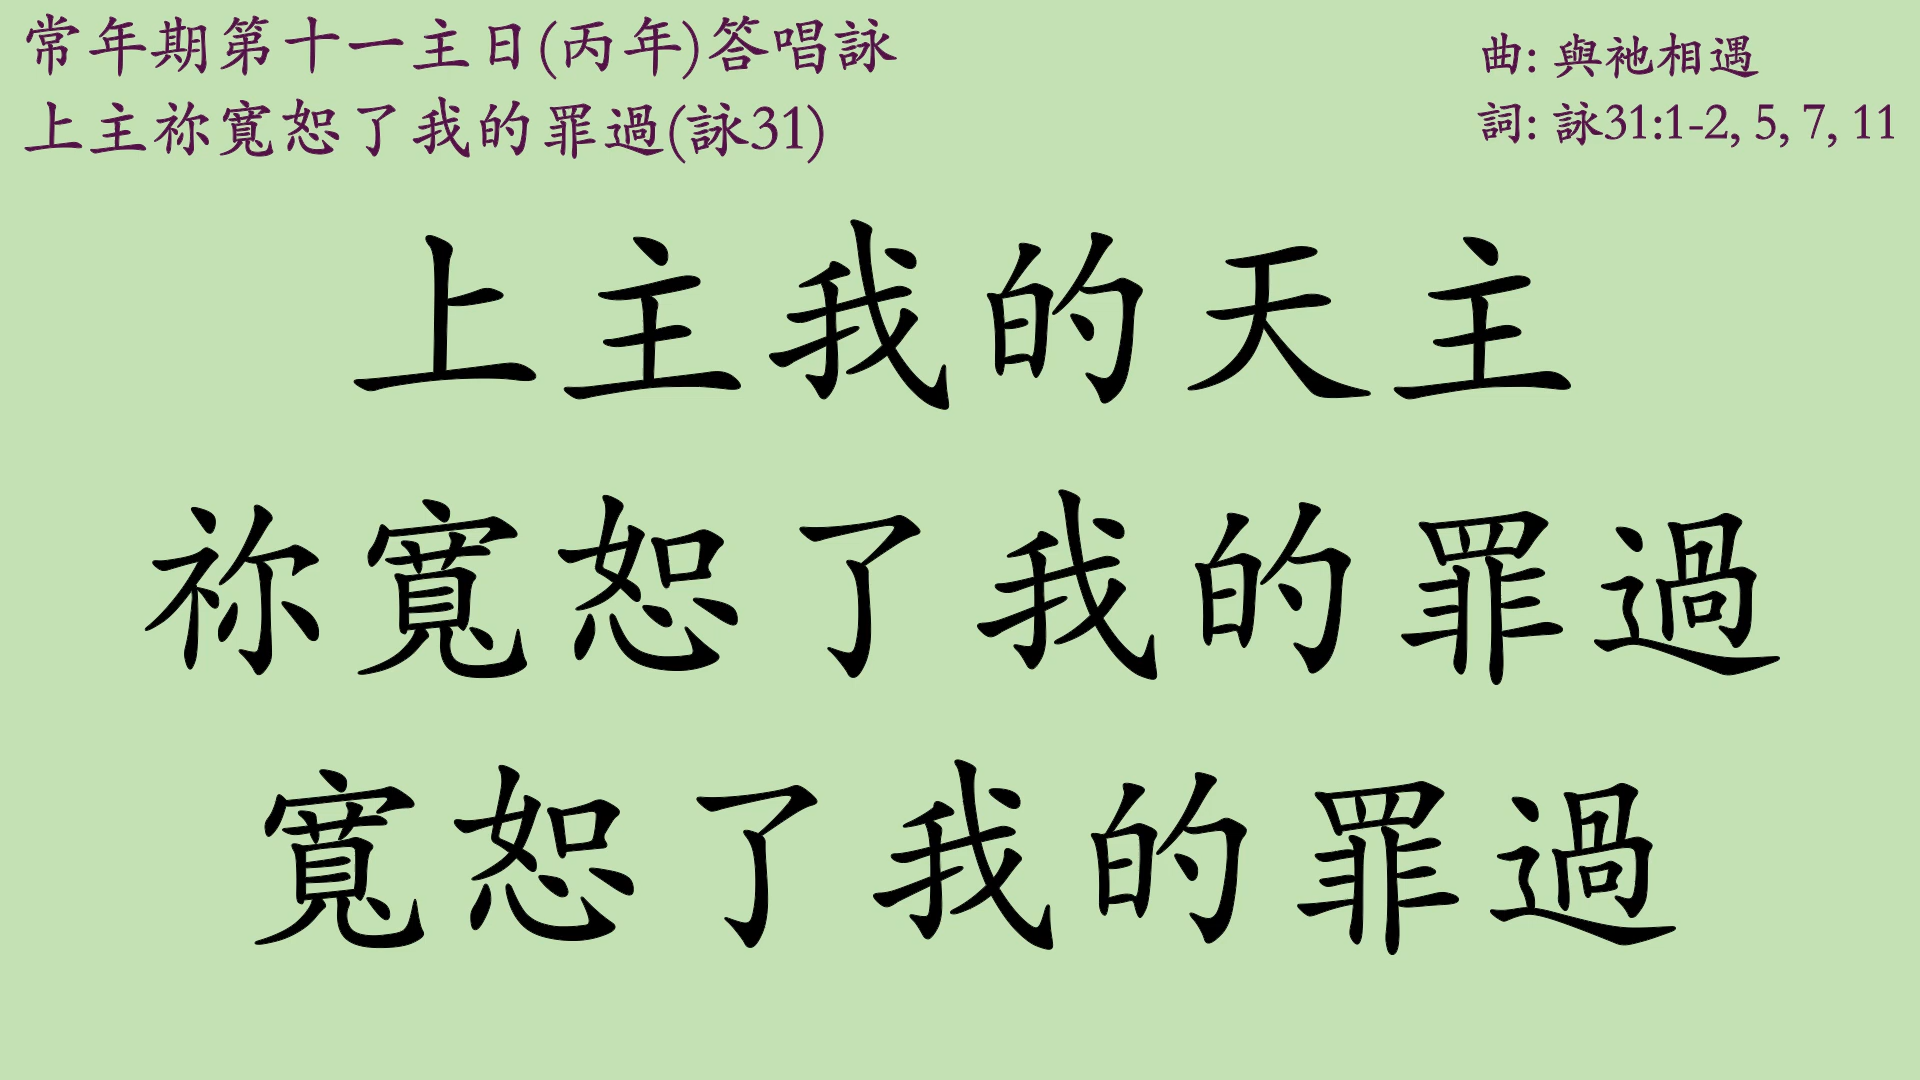 常年期第十一主日(丙年)答唱詠
上主祢寬恕了我的罪過(詠31)
曲: 與祂相遇
詞: 詠31:1-2, 5, 7, 11
上主我的天主
祢寬恕了我的罪過
寬恕了我的罪過